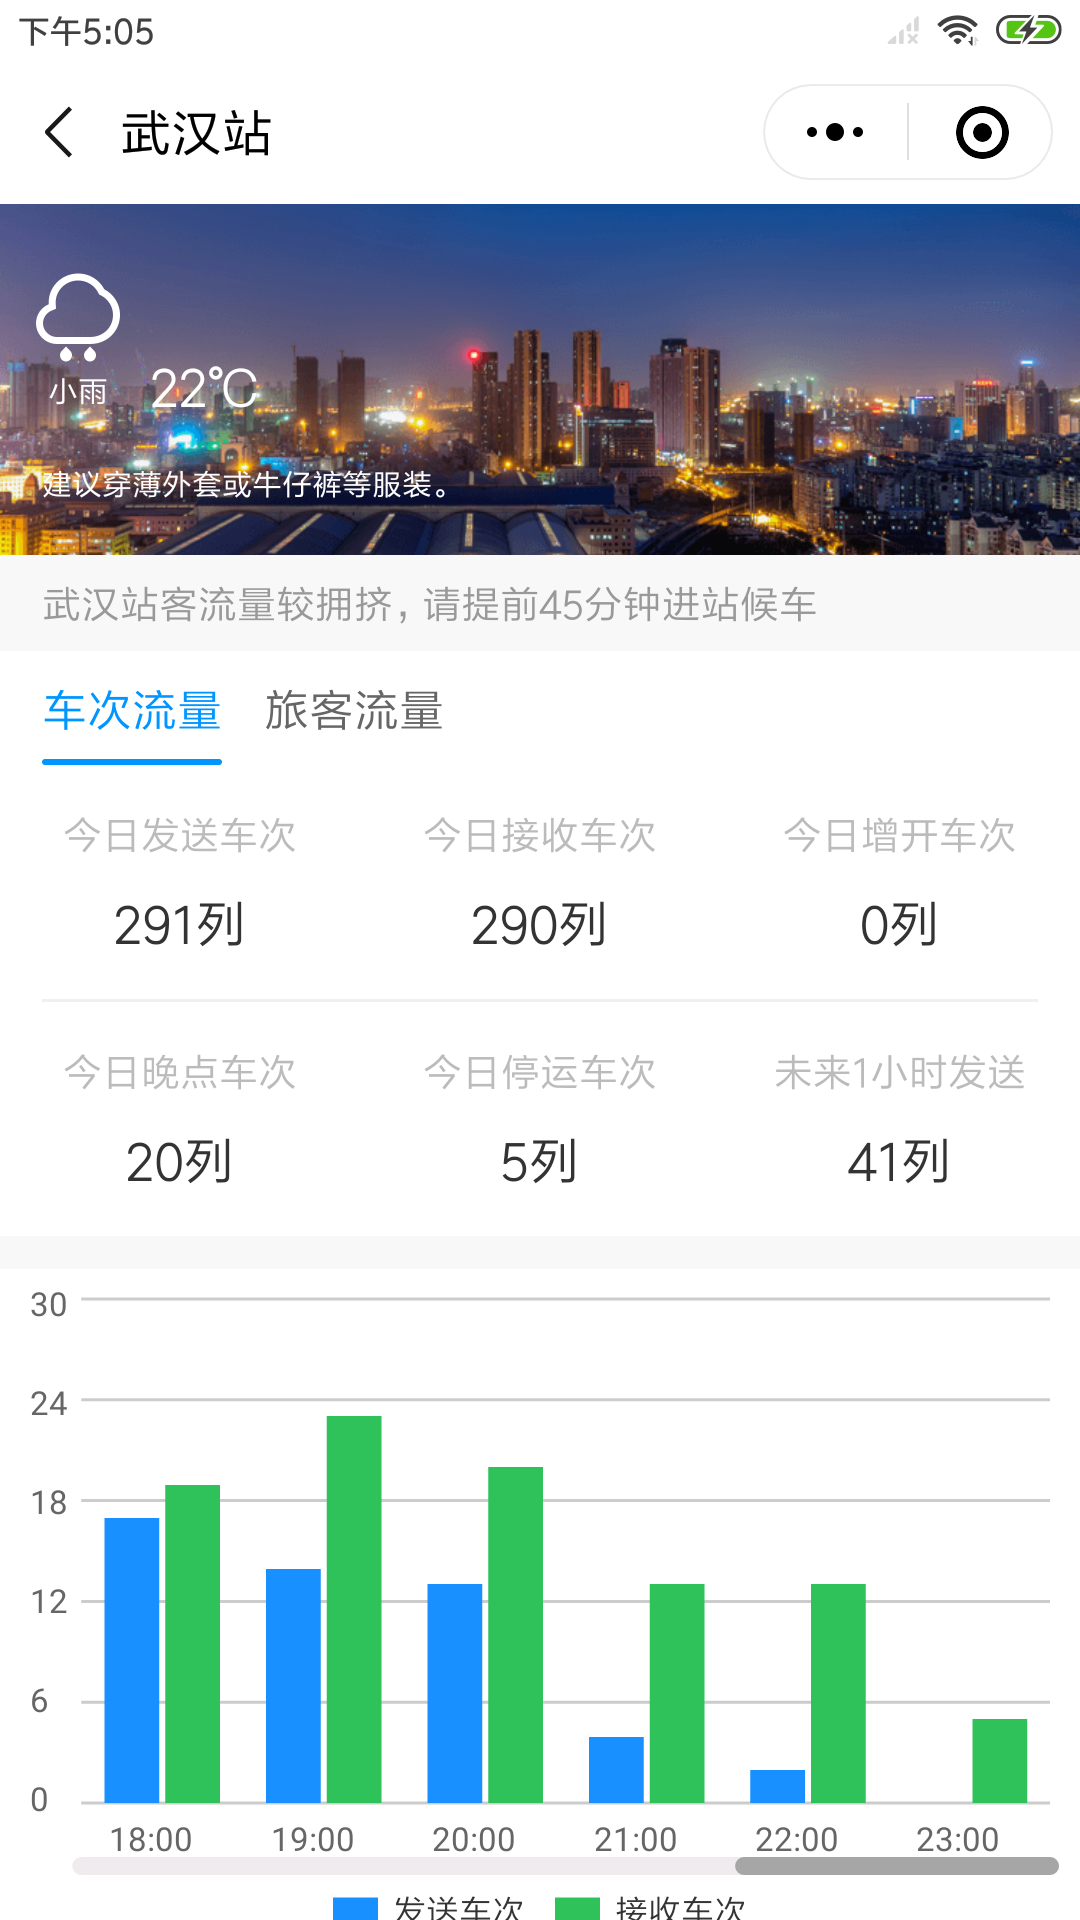 下午5:05
武汉站
小雨 22℃
建议穿薄外套或牛仔裤等服装。
武汉站客流量较拥挤，请提前45分钟进站候车
车次流量 旅客流量
今日发送车次 今日接收车次 今日增开车次
291列 290列 0列
今日晚点车次 今日停运车次 未来1小时发送
20列 5列 41列
30
24
18
12
6
0
18:00 19:00 20:00 21:00 22:00 23:00
发送车次 接收车次